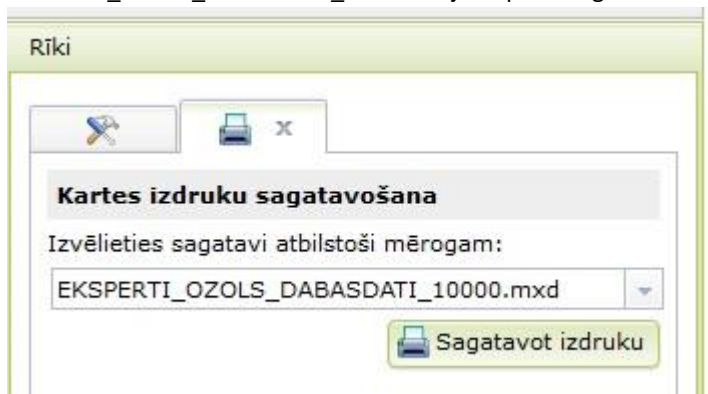 Rīki
x
Kartes izdruku sagatavošana
Izvēlieties sagatavi atbilstoši mērogam:
EKSPERTI_OZOLS_DABASDATI_10000.mxd
Sagatavot izdruku